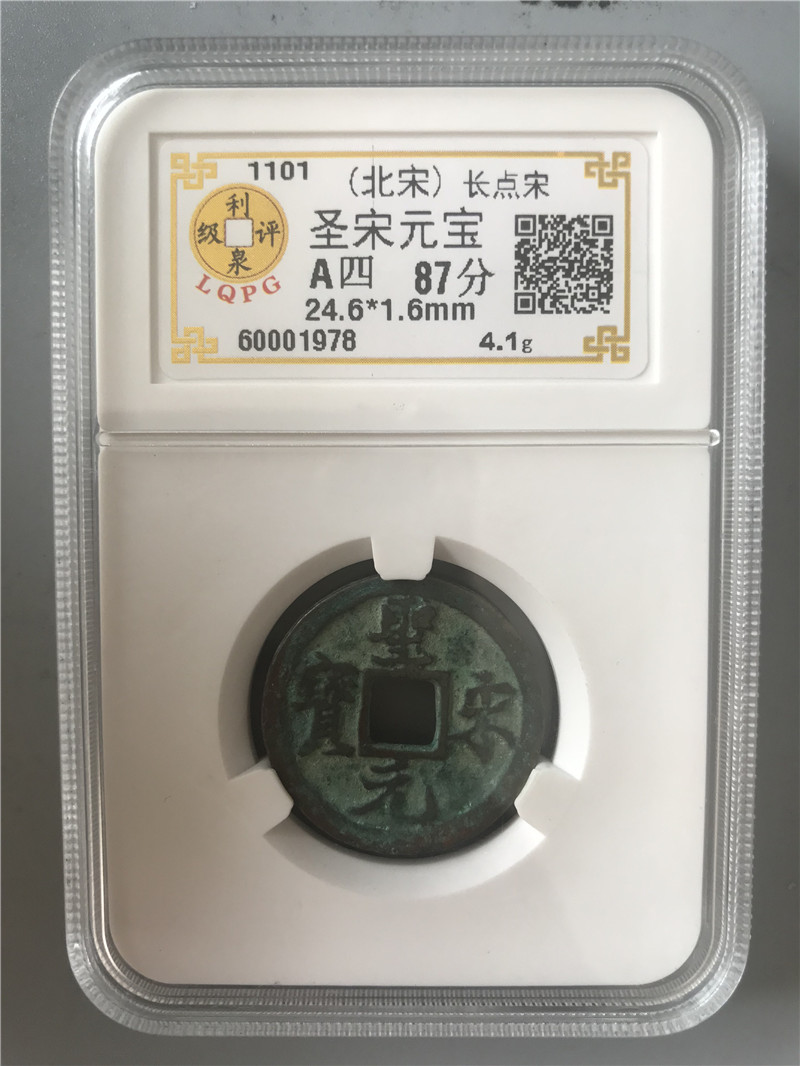 1101 （北宋）长点宋
利泉评级
LQPG
圣宋元宝
A四 87分
24.6*1.6mm
60001978 4.1g
聖宋元寶